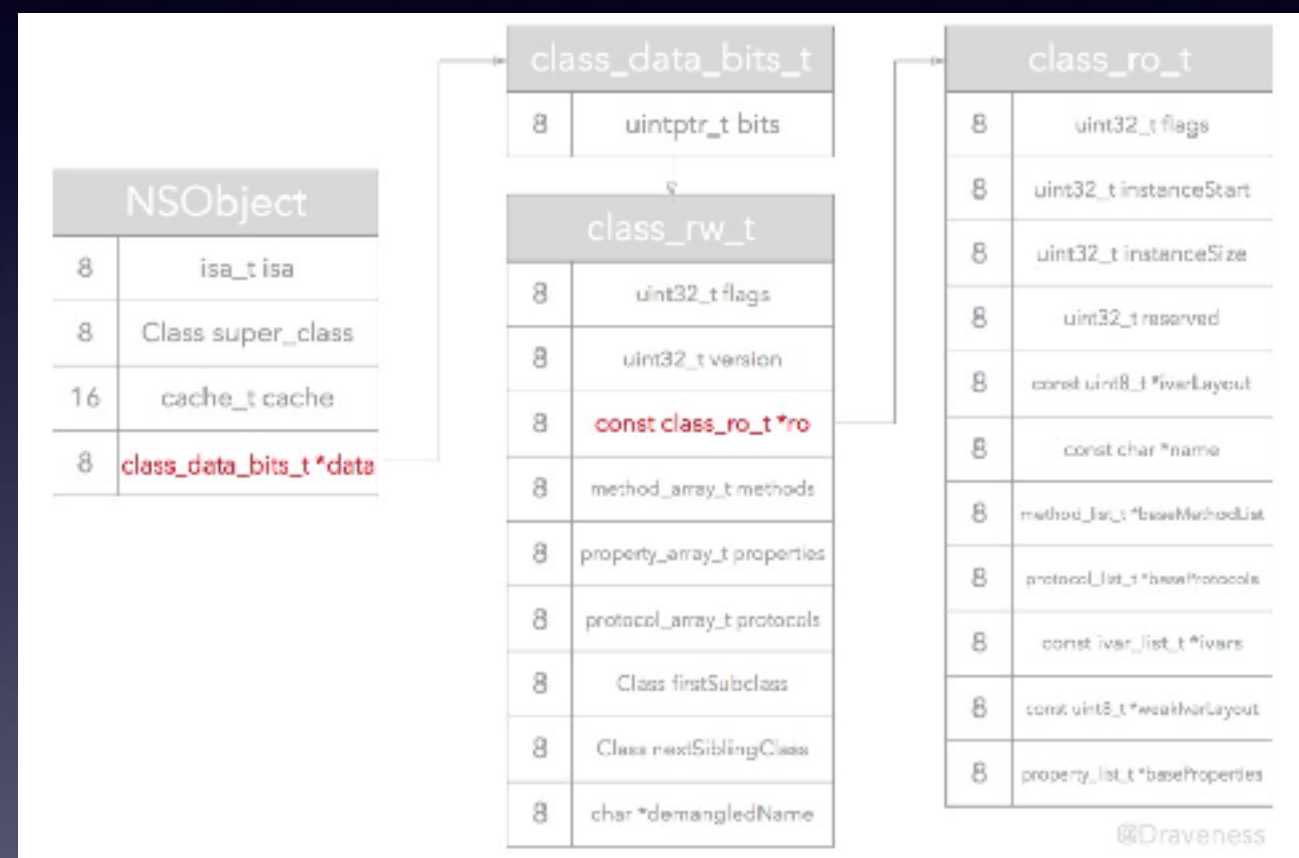 NSObject
8 isa_t isa
8 Class super_class
16 cache_t cache
8 class_data_bits_t *data
class_data_bits_t
8 uintptr_t bits
class_rw_t
8 uint32_t flags
8 uint32_t version
8 const class_ro_t *ro
8 method_array_t methods
8 property_array_t properties
8 protocol_array_t protocols
8 Class firstSubclass
8 Class nextSiblingClass
8 char *demangledName
class_ro_t
8 uint32_t flags
8 uint32_t instanceStart
8 uint32_t instanceSize
8 uint32_t reserved
8 const uint8_t *ivarLayout
8 const char *name
8 method_list_t *baseMethodList
8 protocol_list_t *baseProtocols
8 const ivar_list_t *ivars
8 const uint8_t *weakIvarLayout
8 property_list_t *baseProperties
@Draveness